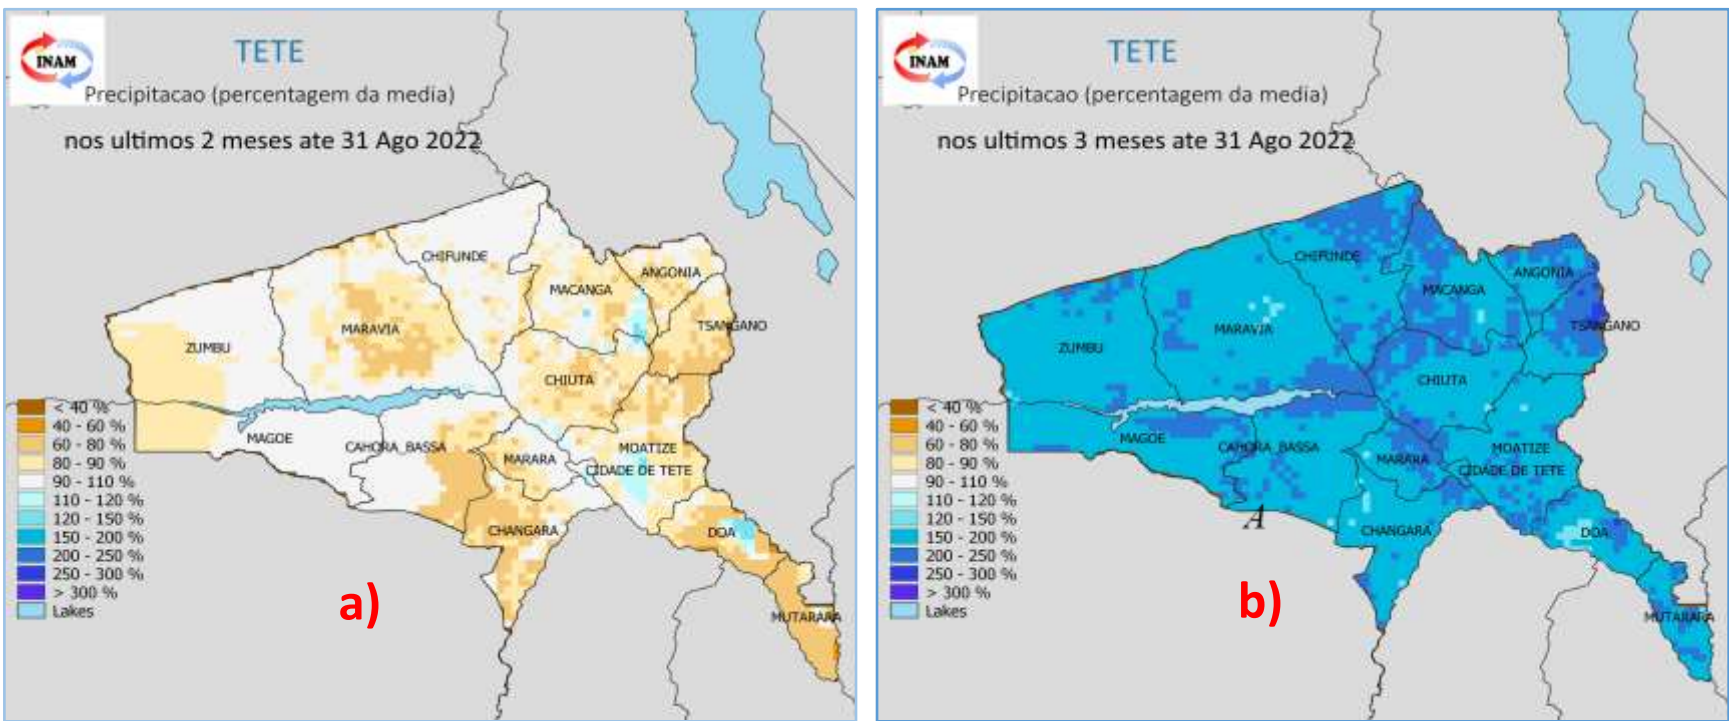 INAM
TETE
Precipitacao (percentagem da media)
nos ultimos 2 meses ate 31 Ago 2022
CHIFUNDE
ANGONIA
MACANGA
TSANGANO
MARAVIA
ZUMBU
CHIUTA
MAGOE
CAHORA_BASSA
MOATIZE
MARARA
CIDADE DE TETE
CHANGARA
DOA
MUTARARA
< 40 %
40 - 60 %
60 - 80 %
80 - 90 %
90 - 110 %
110 - 120 %
120 - 150 %
150 - 200 %
200 - 250 %
250 - 300 %
> 300 %
Lakes
a)
INAM
TETE
Precipitacao (percentagem da media)
nos ultimos 3 meses ate 31 Ago 2022
CHIFUNDE
ANGONIA
MACANGA
TSANGANO
MARAVIA
ZUMBU
CHIUTA
MAGOE
CAHORA_BASSA
MOATIZE
MARARA
CIDADE DE TETE
A
CHANGARA
DOA
MUTARARA
< 40 %
40 - 60 %
60 - 80 %
80 - 90 %
90 - 110 %
110 - 120 %
120 - 150 %
150 - 200 %
200 - 250 %
250 - 300 %
> 300 %
Lakes
b)